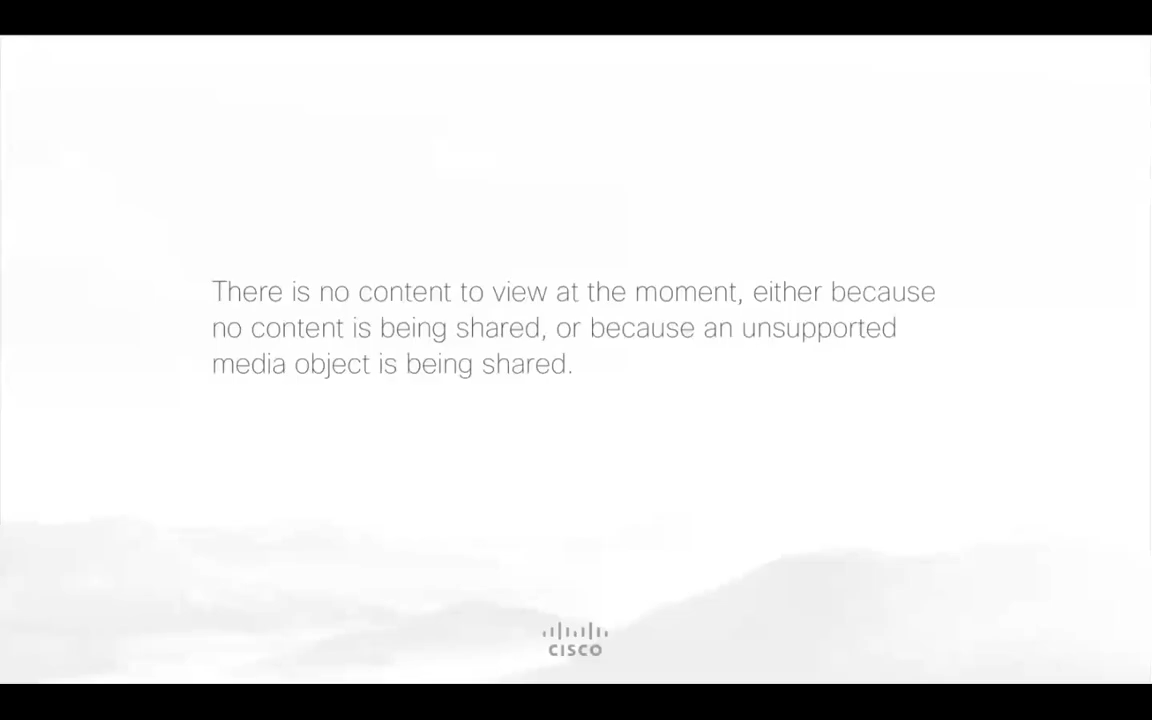 There is no content to view at the moment, either because
no content is being shared, or because an unsupported
media object is being shared.
CISCO